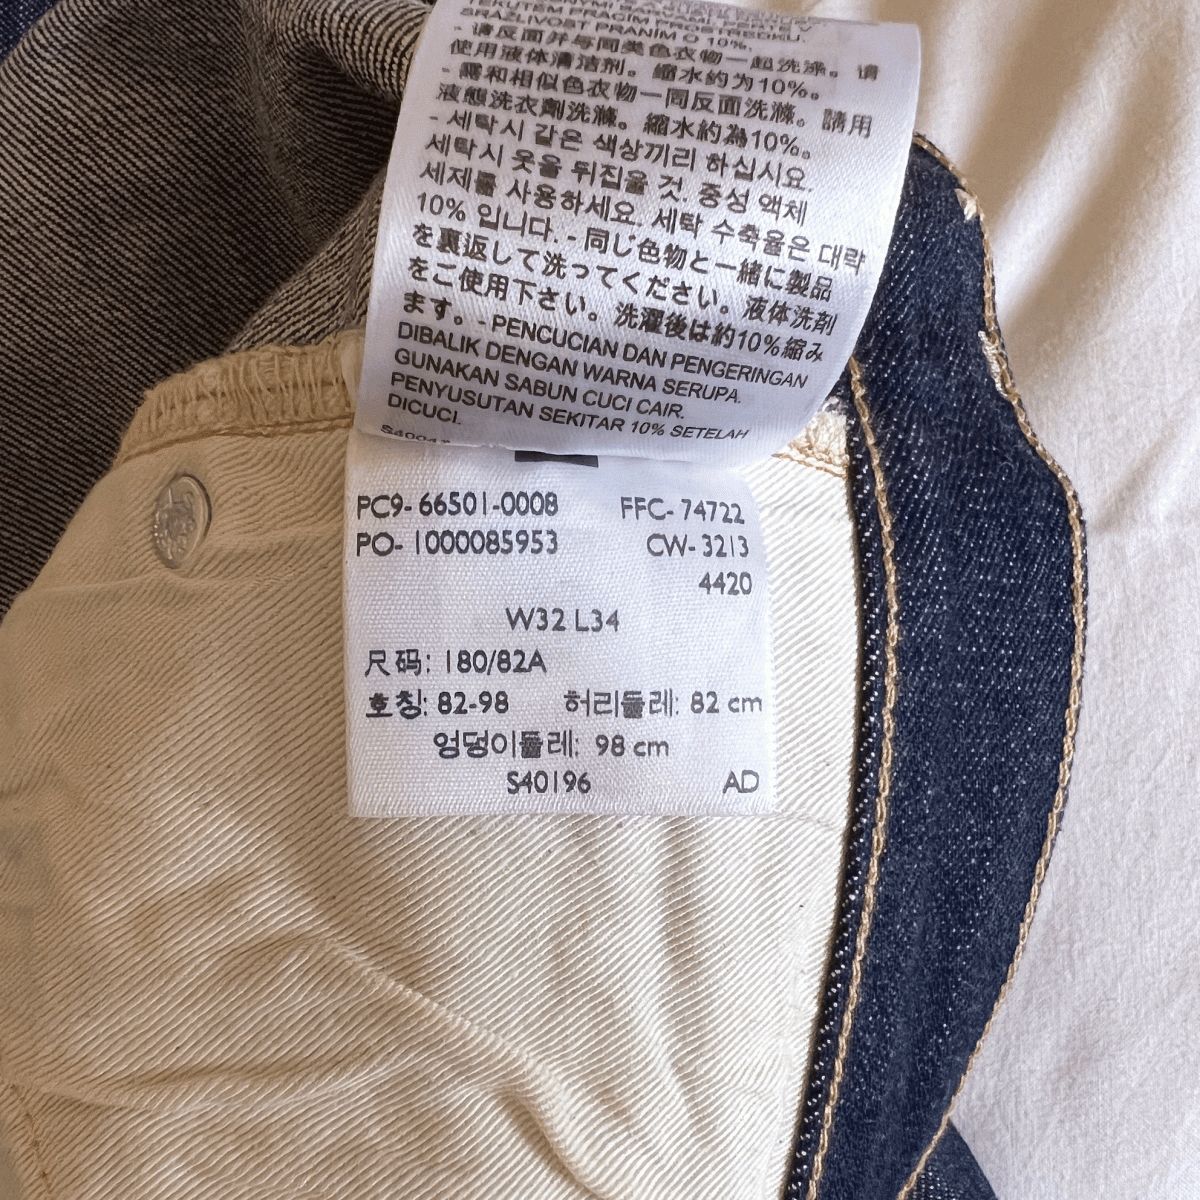 SRÁŽLIVOST PRANÍM O 10%.
- 请反面并与同类色衣物一起洗涤。 请
使用液体清洁剂。縮水约为10%。
- 需和相似色衣物一同反面洗滌。 請用
液態洗衣劑洗滌。縮水約為10%。
- 세탁시 같은 색상끼리 하십시요.
세탁시 옷을 뒤집을 것. 중성 액체
세제를 사용하세요. 세탁 수축율은 대략
10% 입니다. - 同じ色物と一緒に製品
を裏返して洗ってください。液体洗剤
をご使用下さい。洗濯後は約10%縮み
ます。- PENCUCIAN DAN PENGERINGAN
DIBALIK DENGAN WARNA SERUPA.
GUNAKAN SABUN CUCI CAIR.
PENYUSUTAN SEKITAR 10% SETELAH
DICUCI.
PC9- 66501-0008 FFC- 74722
PO- 1000085953 CW- 3213
4420
W32 L34
尺码: 180/82A
호칭: 82-98 허리둘레: 82 cm
엉덩이둘레: 98 cm
S40196 AD